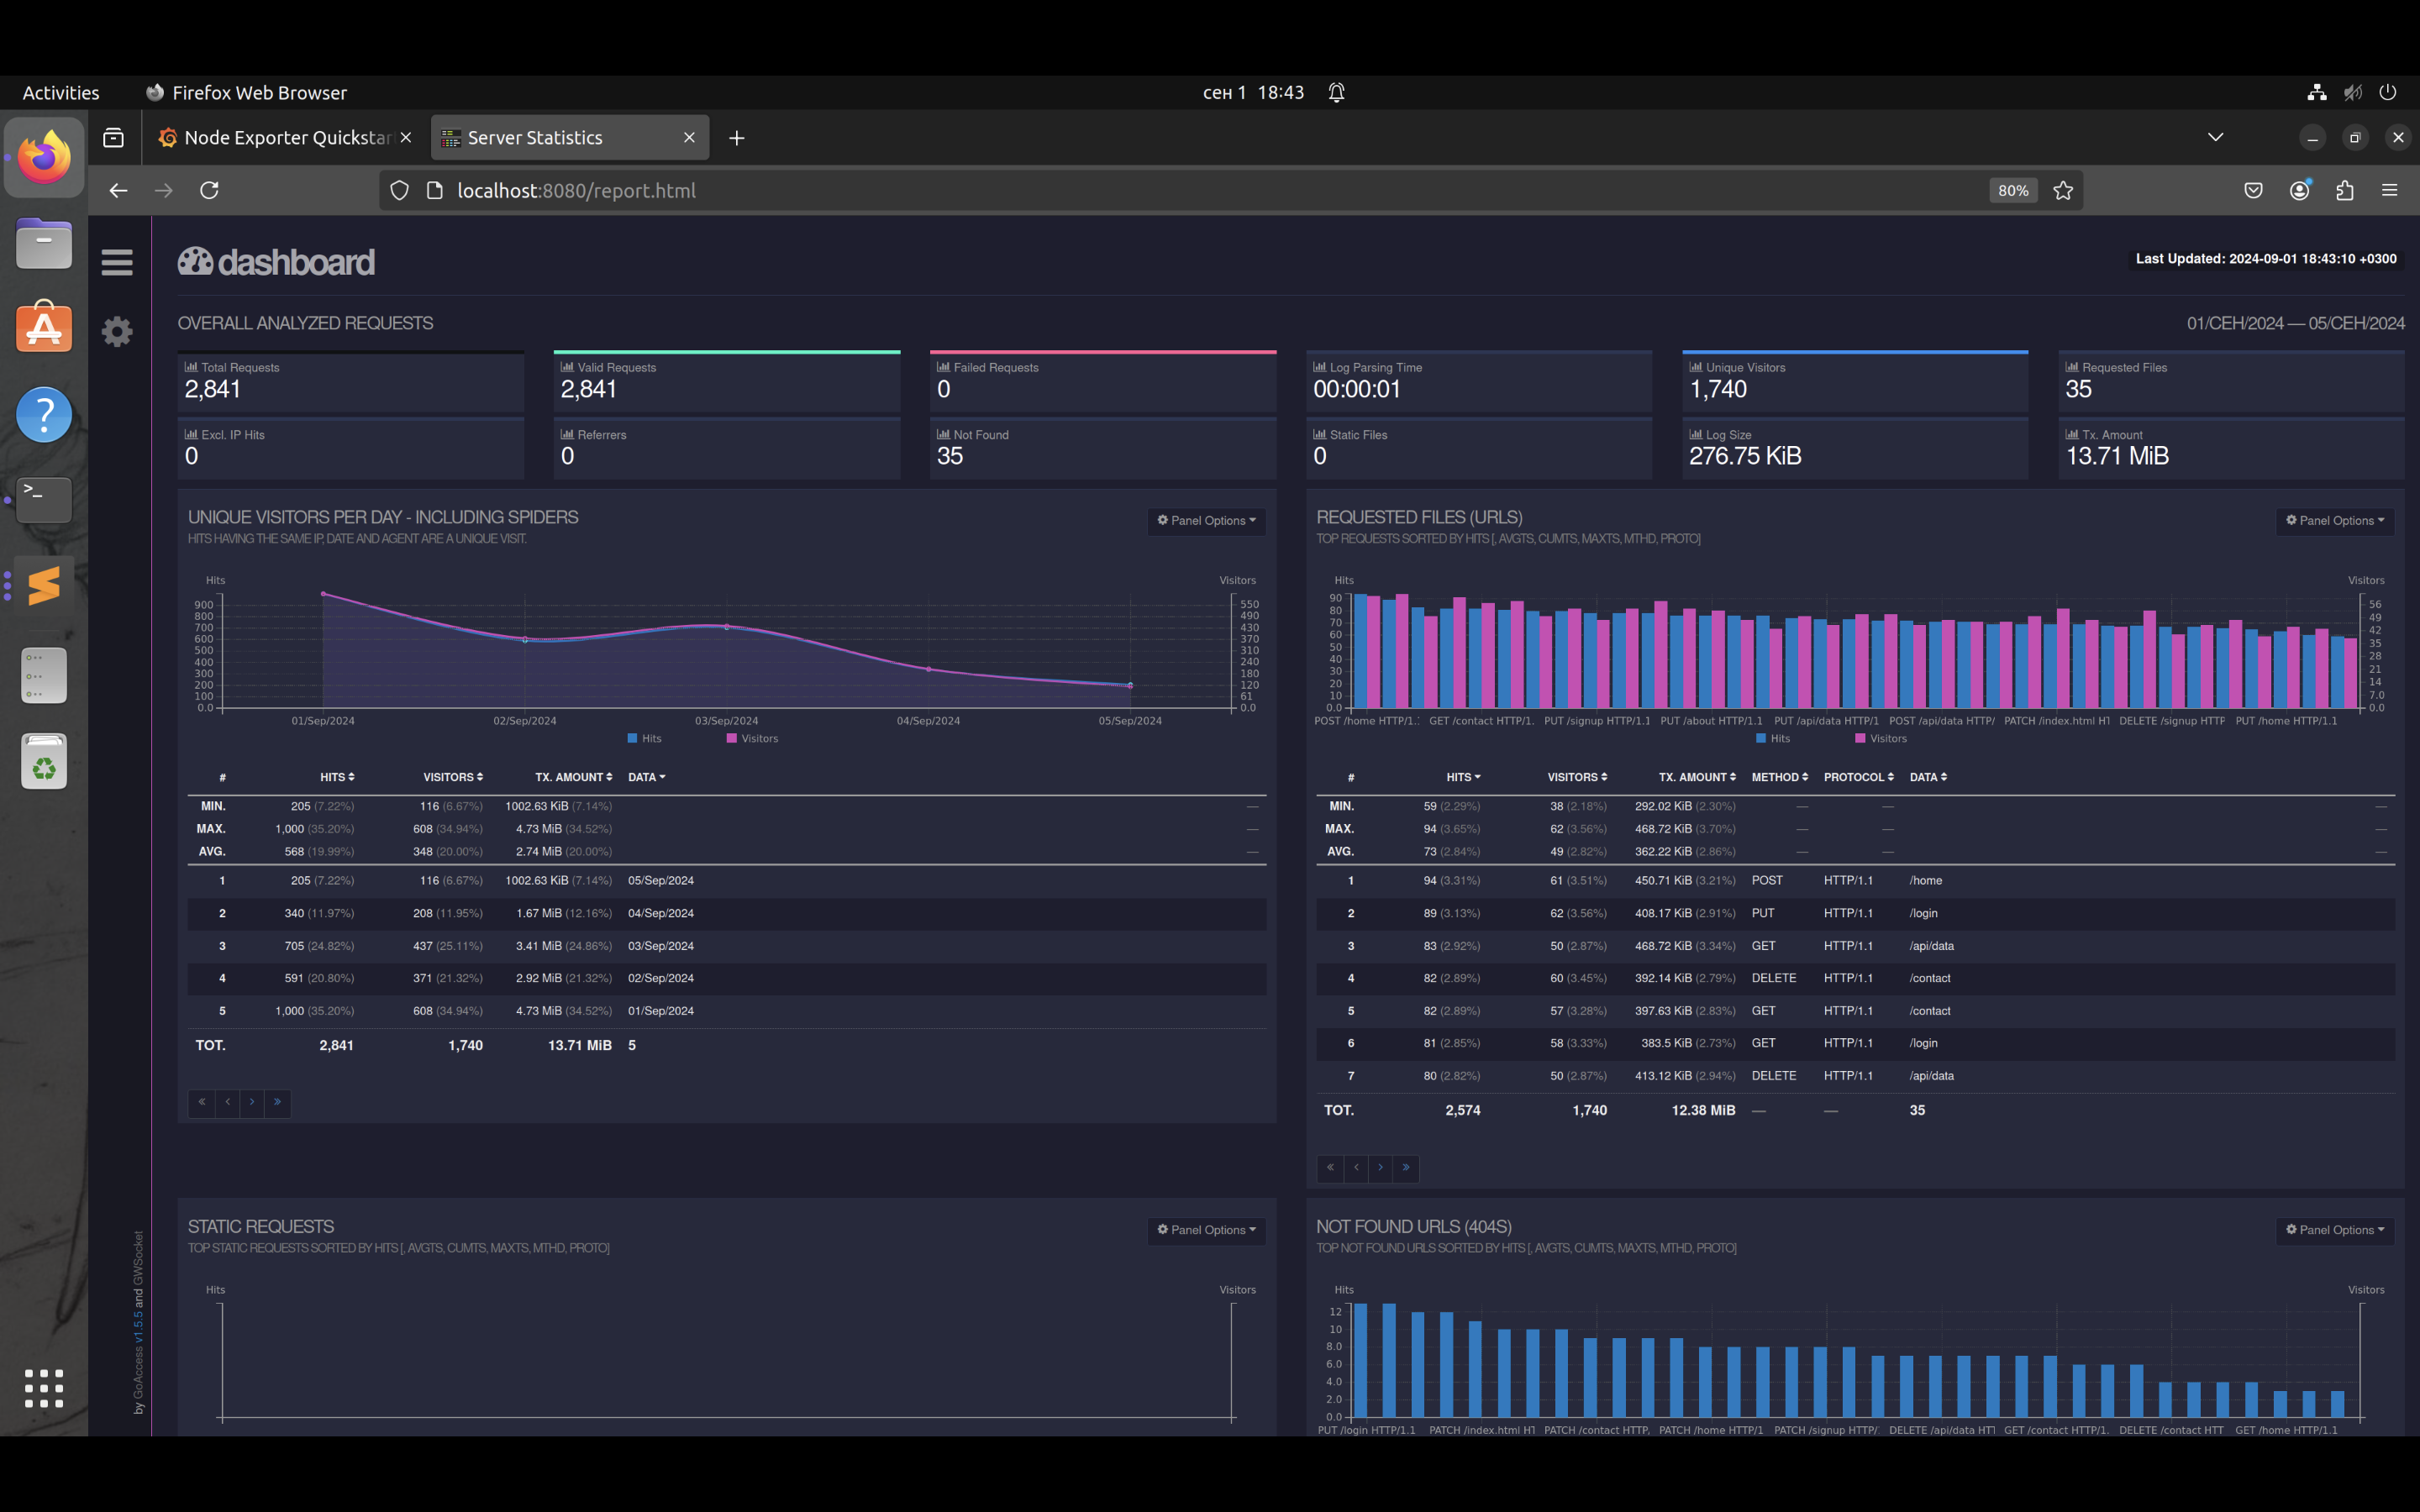 Activities Firefox Web Browser сен 1 18:43
Node Exporter Quickstar Server Statistics
localhost:8080/report.html 80%
dashboard
Last Updated: 2024-09-01 18:43:10 +0300
OVERALL ANALYZED REQUESTS 01/СЕН/2024 — 05/СЕН/2024
Total Requests Valid Requests Failed Requests Log Parsing Time Unique Visitors Requested Files
2,841 2,841 0 00:00:01 1,740 35
Excl. IP Hits Referrers Not Found Static Files Log Size Tx. Amount
0 0 35 0 276.75 KiB 13.71 MiB
UNIQUE VISITORS PER DAY - INCLUDING SPIDERS
Panel Options
HITS HAVING THE SAME IP, DATE AND AGENT ARE A UNIQUE VISIT.
Hits Visitors
900 550
800 490
700 430
600 370
500 310
400 240
300 180
200 120
100 61
0.0 0.0
01/Sep/2024 02/Sep/2024 03/Sep/2024 04/Sep/2024 05/Sep/2024
Hits Visitors
# HITS VISITORS TX. AMOUNT DATA
MIN. 205 (7.22%) 116 (6.67%) 1002.63 KiB (7.14%) —
MAX. 1,000 (35.20%) 608 (34.94%) 4.73 MiB (34.52%) —
AVG. 568 (19.99%) 348 (20.00%) 2.74 MiB (20.00%) —
1 205 (7.22%) 116 (6.67%) 1002.63 KiB (7.14%) 05/Sep/2024
2 340 (11.97%) 208 (11.95%) 1.67 MiB (12.16%) 04/Sep/2024
3 705 (24.82%) 437 (25.11%) 3.41 MiB (24.86%) 03/Sep/2024
4 591 (20.80%) 371 (21.32%) 2.92 MiB (21.32%) 02/Sep/2024
5 1,000 (35.20%) 608 (34.94%) 4.73 MiB (34.52%) 01/Sep/2024
TOT. 2,841 1,740 13.71 MiB 5
« ‹ › »
REQUESTED FILES (URLS)
Panel Options
TOP REQUESTS SORTED BY HITS [, AVGTS, CUMTS, MAXTS, MTHD, PROTO]
Hits Visitors
90 56
80 49
70 42
60 35
50 28
40 21
30 14
20 7.0
10 0.0
0.0
POST /home HTTP/1. GET /contact HTTP/1. PUT /signup HTTP/1.1 PUT /about HTTP/1.1 PUT /api/data HTTP/1 POST /api/data HTTP/ PATCH /index.html HT DELETE /signup HTTP PUT /home HTTP/1.1
Hits Visitors
# HITS VISITORS TX. AMOUNT METHOD PROTOCOL DATA
MIN. 59 (2.29%) 38 (2.18%) 292.02 KiB (2.30%) — — —
MAX. 94 (3.65%) 62 (3.56%) 468.72 KiB (3.70%) — — —
AVG. 73 (2.84%) 49 (2.82%) 362.22 KiB (2.86%) — — —
1 94 (3.31%) 61 (3.51%) 450.71 KiB (3.21%) POST HTTP/1.1 /home
2 89 (3.13%) 62 (3.56%) 408.17 KiB (2.91%) PUT HTTP/1.1 /login
3 83 (2.92%) 50 (2.87%) 468.72 KiB (3.34%) GET HTTP/1.1 /api/data
4 82 (2.89%) 60 (3.45%) 392.14 KiB (2.79%) DELETE HTTP/1.1 /contact
5 82 (2.89%) 57 (3.28%) 397.63 KiB (2.83%) GET HTTP/1.1 /contact
6 81 (2.85%) 58 (3.33%) 383.5 KiB (2.73%) GET HTTP/1.1 /login
7 80 (2.82%) 50 (2.87%) 413.12 KiB (2.94%) DELETE HTTP/1.1 /api/data
TOT. 2,574 1,740 12.38 MiB — — 35
« ‹ › »
STATIC REQUESTS
Panel Options
TOP STATIC REQUESTS SORTED BY HITS [, AVGTS, CUMTS, MAXTS, MTHD, PROTO]
Hits Visitors
NOT FOUND URLS (404S)
Panel Options
TOP NOT FOUND URLS SORTED BY HITS [, AVGTS, CUMTS, MAXTS, MTHD, PROTO]
Hits Visitors
12
10
8.0
6.0
4.0
2.0
0.0
PUT /login HTTP/1.1 PATCH /index.html HT PATCH /contact HTTP, PATCH /home HTTP/1 PATCH /signup HTTP/ DELETE /api/data HTT GET /contact HTTP/1. DELETE /contact HTT GET /home HTTP/1.1
by GoAccess v1.5.5 and GWSocket